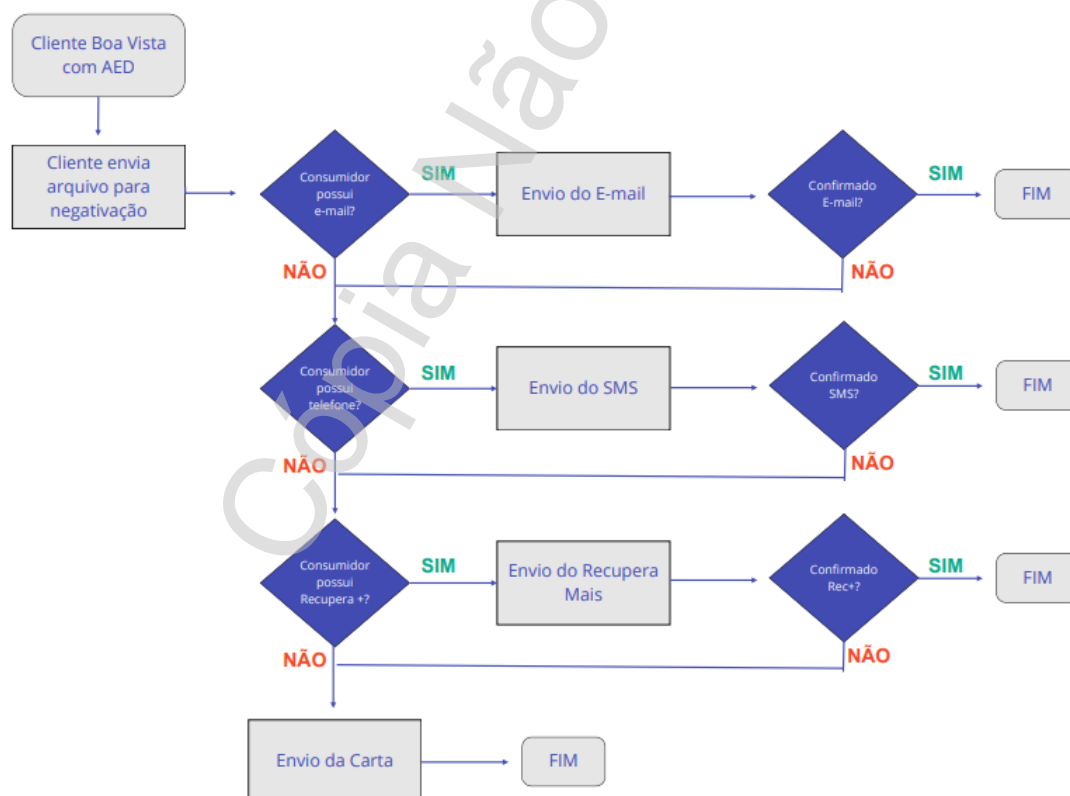 Cliente Boa Vista
com AED
Cliente envia
arquivo para
negativação
Consumidor
possui
e-mail?
SIM
Envio do E-mail
Confirmado
E-mail?
SIM
FIM
NÃO
NÃO
Consumidor
possui
telefone?
SIM
Envio do SMS
Confirmado
SMS?
SIM
FIM
NÃO
NÃO
Consumidor
possui
Recupera +?
SIM
Envio do Recupera
Mais
Confirmado
Rec+?
SIM
FIM
NÃO
NÃO
Envio da Carta
FIM
Cópia Não